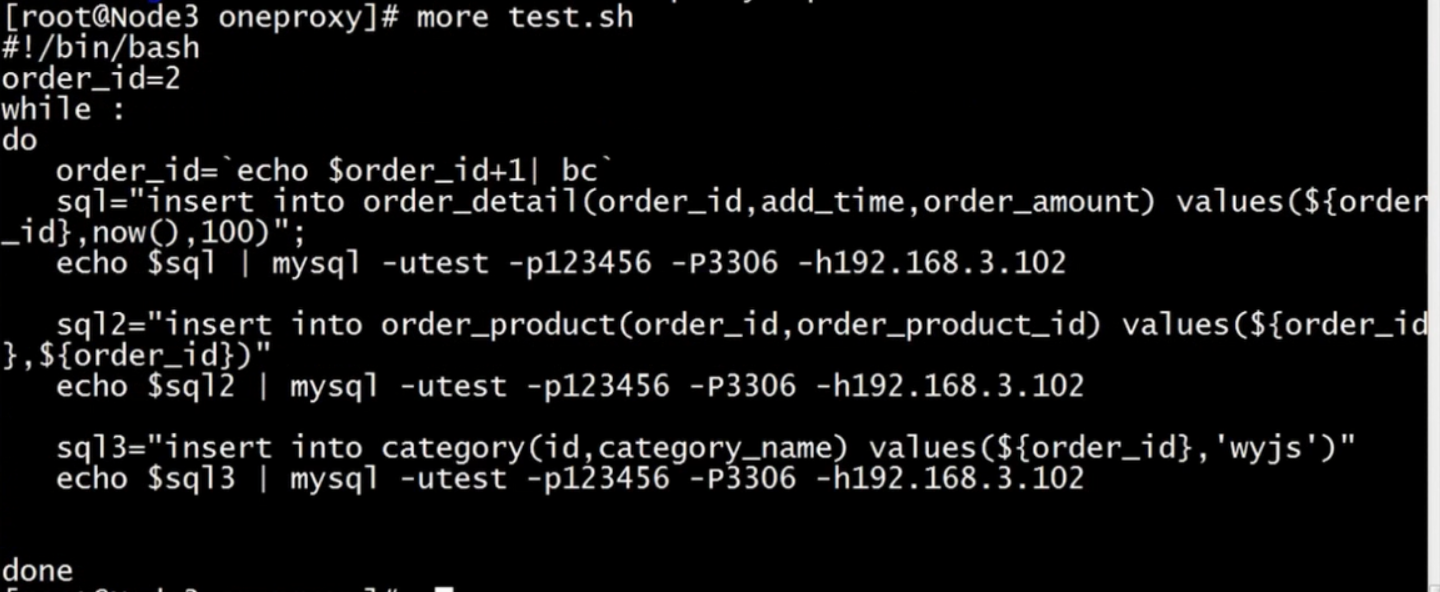 [root@Node3 oneproxy]# more test.sh
#!/bin/bash
order_id=2
while :
do
   order_id=`echo $order_id+1| bc`
   sql="insert into order_detail(order_id,add_time,order_amount) values(${order
_id},now(),100)";
   echo $sql | mysql -utest -p123456 -P3306 -h192.168.3.102
   sql2="insert into order_product(order_id,order_product_id) values(${order_id
},${order_id})"
   echo $sql2 | mysql -utest -p123456 -P3306 -h192.168.3.102
   sql3="insert into category(id,category_name) values(${order_id},'wyjs')"
   echo $sql3 | mysql -utest -p123456 -P3306 -h192.168.3.102
done